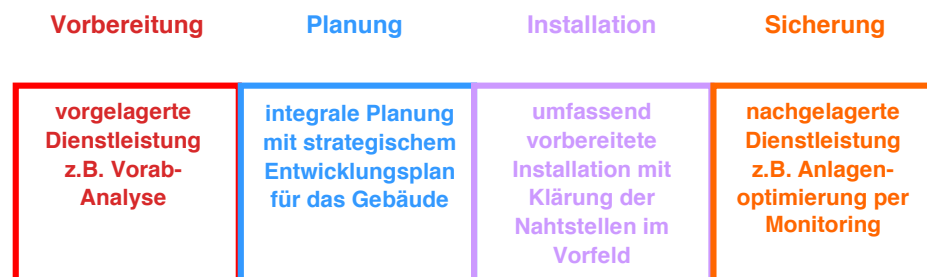 Vorbereitung
Planung
Installation
Sicherung
vorgelagerte
Dienstleistung
z.B. Vorab-
Analyse
integrale Planung
mit strategischem
Entwicklungsplan
für das Gebäude
umfassend
vorbereitete
Installation mit
Klärung der
Nahtstellen im
Vorfeld
nachgelagerte
Dienstleistung
z.B. Anlagen-
optimierung per
Monitoring